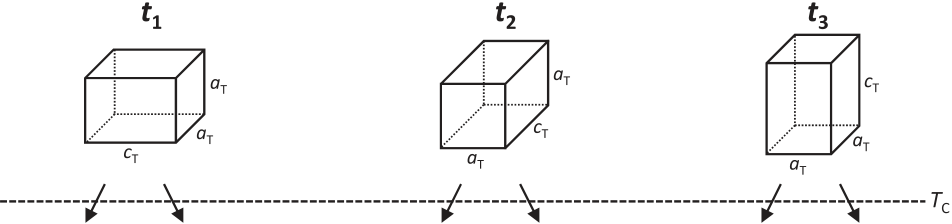 t1 t2 t3
aT aT cT
aT cT aT
cT aT aT
TC